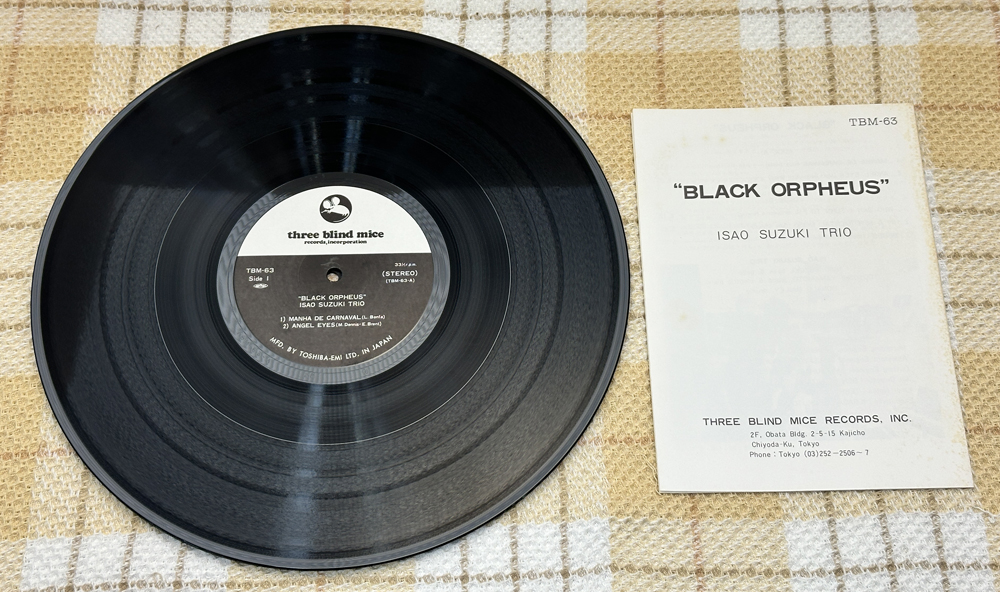 three blind mice
records, incorporation
TBM-63
Side 1
33⅓r.p.m
(STEREO)
(TBM-63-A)
"BLACK ORPHEUS"
ISAO SUZUKI TRIO
1) MANHA DE CARNAVAL (L. Bonfa)
2) ANGEL EYES (M. Dennis-E. Brent)
MFD. BY TOSHIBA-EMI LTD. IN JAPAN
TBM-63
“BLACK ORPHEUS”
ISAO SUZUKI TRIO
THREE BLIND MICE RECORDS, INC.
2F, Obata Bldg. 2-5-15 Kajicho
Chiyoda-Ku, Tokyo
Phone : Tokyo (03)252-2506-7